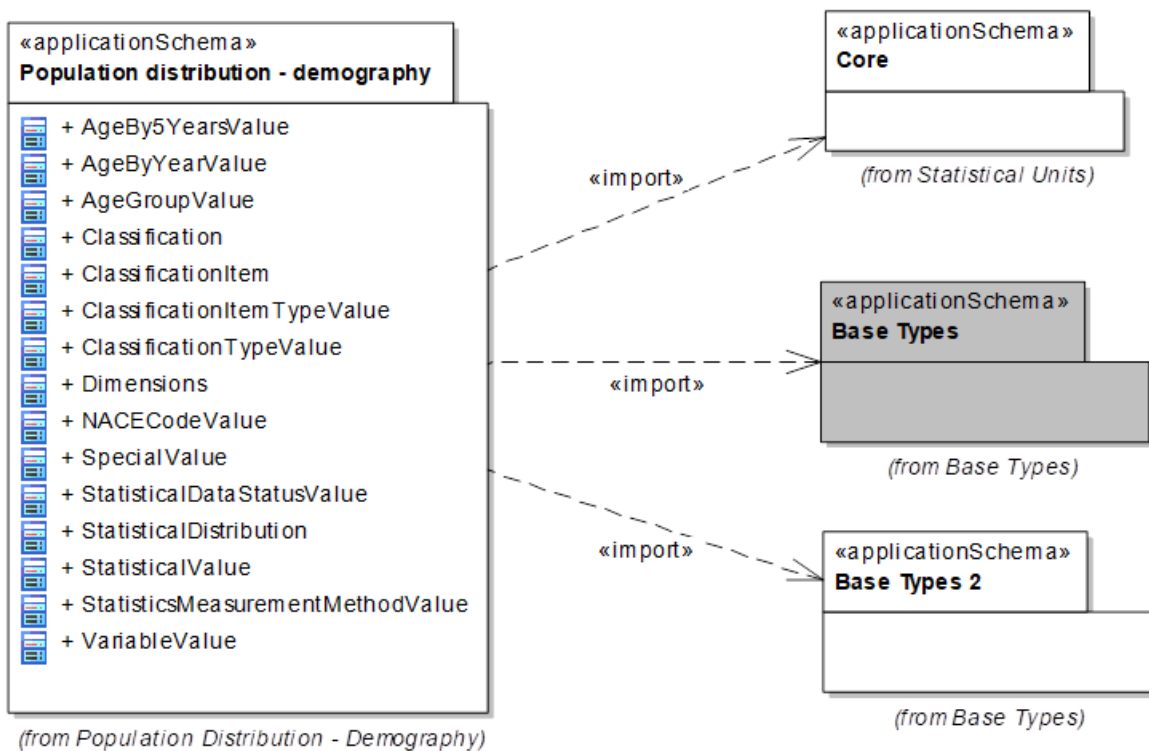 «applicationSchema»
Population distribution - demography
+ AgeBy5YearsValue
+ AgeByYearValue
+ AgeGroupValue
+ Classification
+ ClassificationItem
+ ClassificationItemTypeValue
+ ClassificationTypeValue
+ Dimensions
+ NACECodeValue
+ SpecialValue
+ StatisticalDataStatusValue
+ StatisticalDistribution
+ StatisticalValue
+ StatisticsMeasurementMethodValue
+ VariableValue
(from Population Distribution - Demography)
«import»
«applicationSchema»
Core
(from Statistical Units)
«import»
«applicationSchema»
Base Types
(from Base Types)
«import»
«applicationSchema»
Base Types 2
(from Base Types)